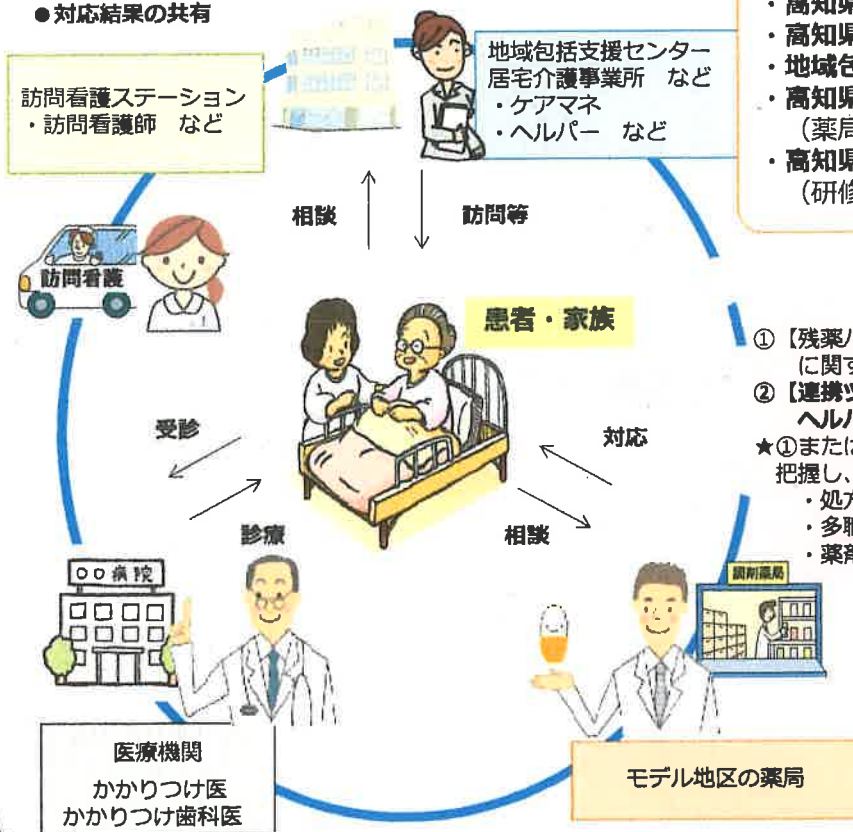 ●対応結果の共有
訪問看護ステーション
・訪問看護師 など
地域包括支援センター
居宅介護事業所 など
・ケアマネ
・ヘルパー など
・高知県
・高知県
・地域包
・高知県
（薬局
・高知県
（研修
相談
訪問等
訪問看護
患者・家族
①【残薬バ
に関す
②【連携ツ
ヘルパ
★①または
把握し、
・処方
・多職
・薬剤
受診
対応
診療
相談
〇〇病院
調剤薬局
医療機関
かかりつけ医
かかりつけ歯科医
モデル地区の薬局